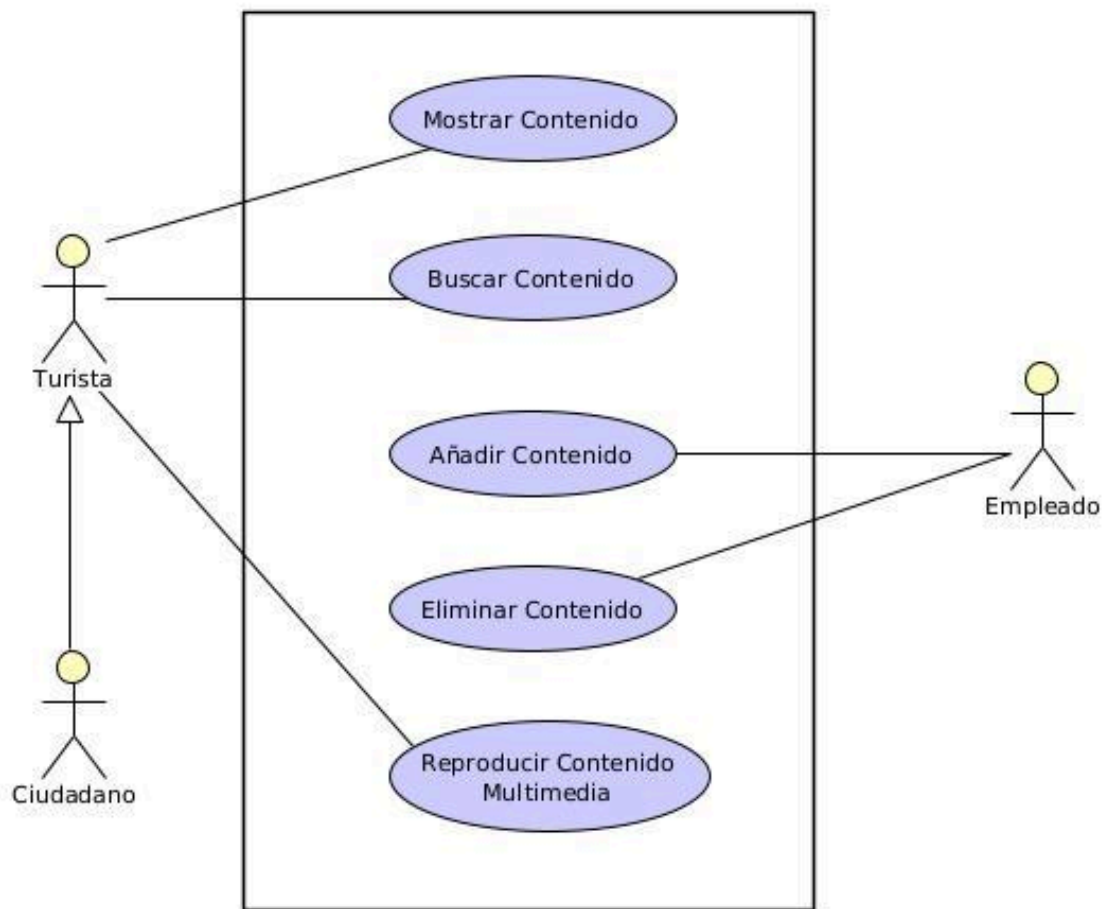 Mostrar Contenido
Buscar Contenido
Turista
Añadir Contenido
Empleado
Eliminar Contenido
Reproducir Contenido
Multimedia
Ciudadano